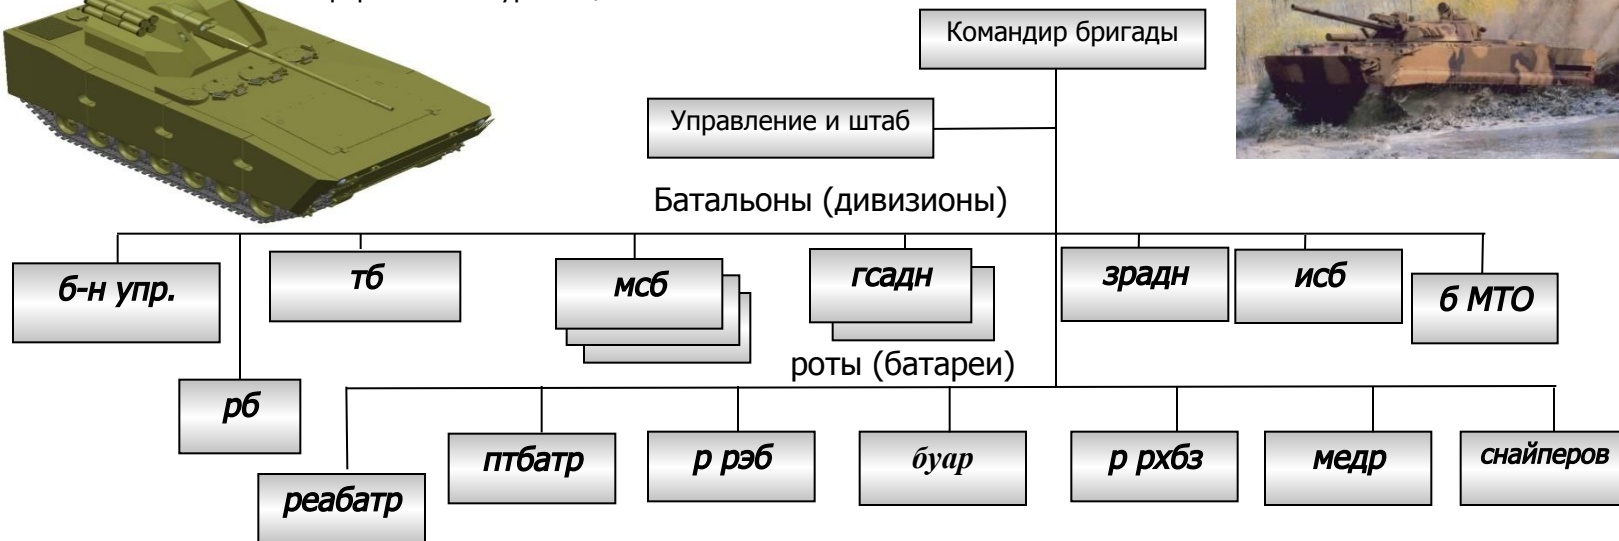 Командир бригады
Управление и штаб
Батальоны (дивизионы)
б-н упр.
тб
мсб
гсадн
зрадн
исб
б МТО
рб
роты (батареи)
реабатр
птбатр
р рэб
буар
р рхбз
медр
снайперов